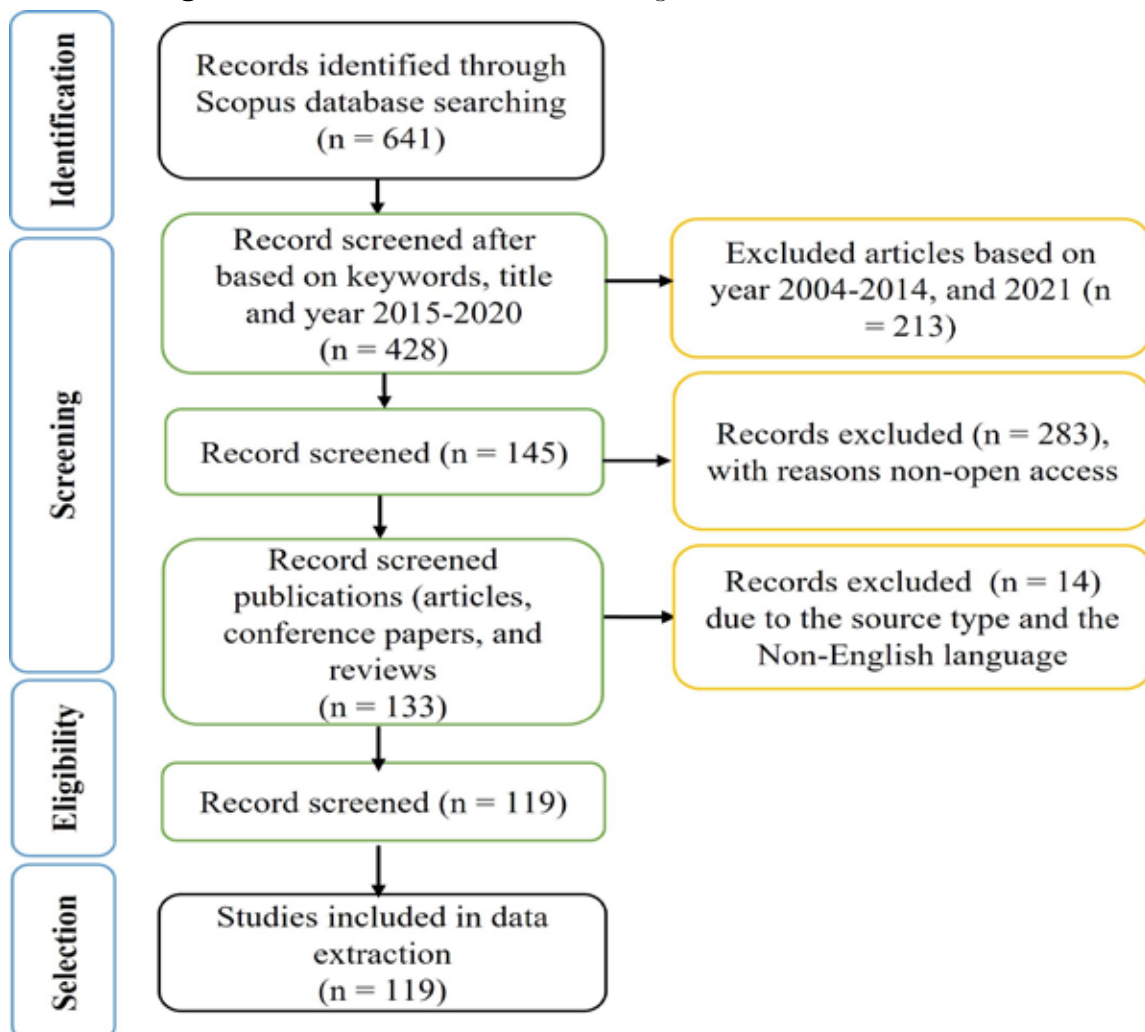 Identification
Records identified through
Scopus database searching
(n = 641)
Screening
Record screened after
based on keywords, title
and year 2015-2020
(n = 428)
Excluded articles based on
year 2004-2014, and 2021 (n
= 213)
Record screened (n = 145)
Records excluded (n = 283),
with reasons non-open access
Record screened
publications (articles,
conference papers, and
reviews
(n = 133)
Records excluded (n = 14)
due to the source type and the
Non-English language
Eligibility
Record screened (n = 119)
Selection
Studies included in data
extraction
(n = 119)